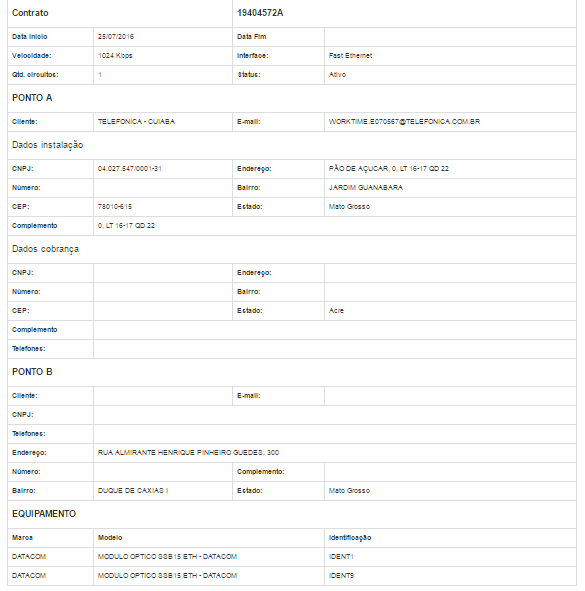 Contrato 19404572A
Data Início 25/07/2016 Data Fim
Velocidade: 1024 Kbps Interface: Fast Ethernet
Qtd. circuitos: 1 Status: Ativo
PONTO A
Cliente: TELEFONICA - CUIABA E-mail: WORKTIME.E070567@TELEFONICA.COM.BR
Dados instalação
CNPJ: 04.027.547/0001-31 Endereço: PÃO DE AÇUCAR, 0, LT 16-17 QD 22
Número: Bairro: JARDIM GUANABARA
CEP: 78010-615 Estado: Mato Grosso
Complemento 0, LT 16-17 QD 22
Dados cobrança
CNPJ: Endereço:
Número: Bairro:
CEP: Estado: Acre
Complemento
Telefones:
PONTO B
Cliente: E-mail:
CNPJ:
Telefones:
Endereço: RUA ALMIRANTE HENRIQUE PINHEIRO GUEDES, 300
Número: Complemento:
Bairro: DUQUE DE CAXIAS I Estado: Mato Grosso
EQUIPAMENTO
Marca Modelo Identificação
DATACOM MODULO OPTICO SSB15 ETH - DATACOM IDENT1
DATACOM MODULO OPTICO SSB15 ETH - DATACOM IDENT9